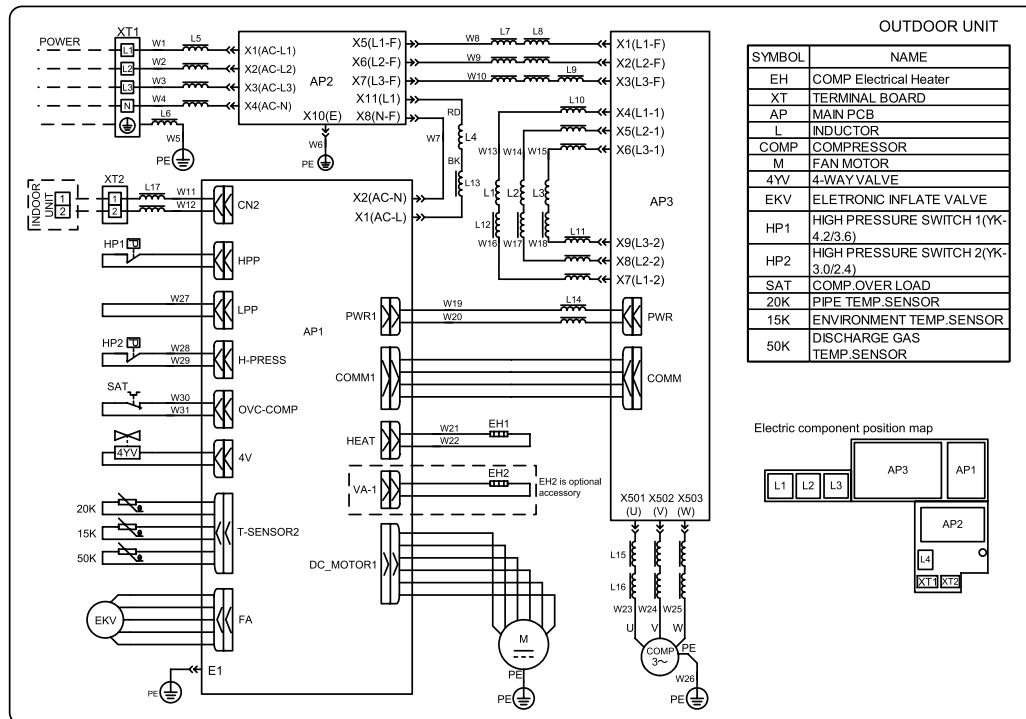 OUTDOOR UNIT
POWER
XT1
L1
L2
L3
N
W1
W2
W3
W4
W5
L5
L6
PE
X1(AC-L1)
X2(AC-L2)
X3(AC-L3)
X4(AC-N)
AP2
X10(E)
W6
PE
X5(L1-F)
X6(L2-F)
X7(L3-F)
X11(L1)
X8(N-F)
W8
W9
W10
L7
L8
L9
RD
L4
BK
L13
W7
X1(L1-F)
X2(L2-F)
X3(L3-F)
X4(L1-1)
X5(L2-1)
X6(L3-1)
AP3
X9(L3-2)
X8(L2-2)
X7(L1-2)
L10
W13
W14
W15
L1
L2
L3
L12
W16
W17
W18
L11
INDOOR
UNIT
1
2
XT2
1
2
L17
W11
W12
CN2
X2(AC-N)
X1(AC-L)
HP1
P
HPP
W27
LPP
AP1
PWR1
W19
W20
L14
PWR
HP2
P
W28
W29
H-PRESS
COMM1
COMM
SAT
W30
W31
OVC-COMP
HEAT
W21
W22
EH1
4YV
4V
VA-1
EH2
EH2 is optional
accessory
20K
15K
50K
T-SENSOR2
DC_MOTOR1
EKV
FA
E1
PE
M
PE
PE
X501 X502 X503
(U) (V) (W)
L15
L16
W23
W24
W25
U V W
COMP
3~
PE
W26
PE
SYMBOL NAME
EH COMP Electrical Heater
XT TERMINAL BOARD
AP MAIN PCB
L INDUCTOR
COMP COMPRESSOR
M FAN MOTOR
4YV 4-WAY VALVE
EKV ELETRONIC INFLATE VALVE
HP1 HIGH PRESSURE SWITCH 1(YK-
4.2/3.6)
HP2 HIGH PRESSURE SWITCH 2(YK-
3.0/2.4)
SAT COMP.OVER LOAD
20K PIPE TEMP.SENSOR
15K ENVIRONMENT TEMP.SENSOR
50K DISCHARGE GAS
TEMP.SENSOR
Electric component position map
L1 L2 L3
AP3
AP1
AP2
L4
XT1 XT2